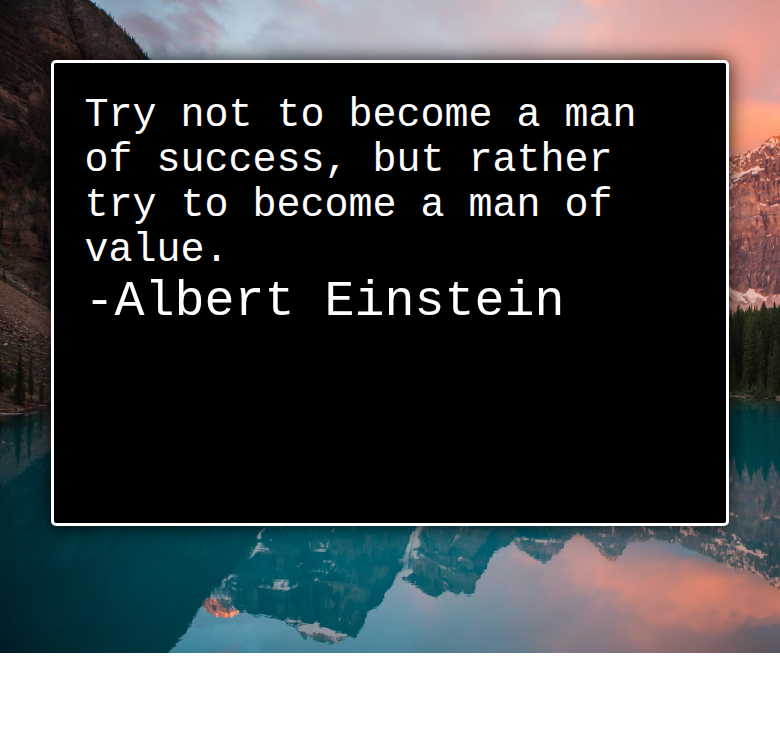 Try not to become a man
of success, but rather
try to become a man of
value.
-Albert Einstein